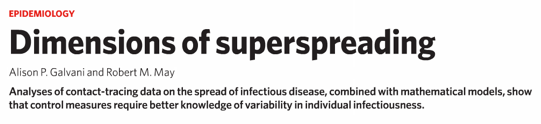 EPIDEMIOLOGY
Dimensions of superspreading
Alison P. Galvani and Robert M. May
Analyses of contact-tracing data on the spread of infectious disease, combined with mathematical models, show
that control measures require better knowledge of variability in individual infectiousness.